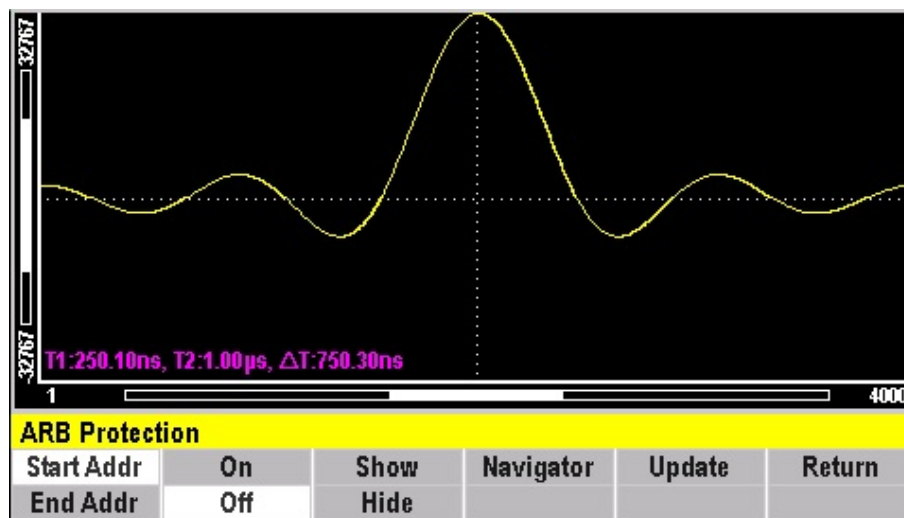 32767
-32767
T1:250.10ns, T2:1.00µs, ΔT:750.30ns
1 4000
ARB Protection
Start Addr On Show Navigator Update Return
End Addr Off Hide